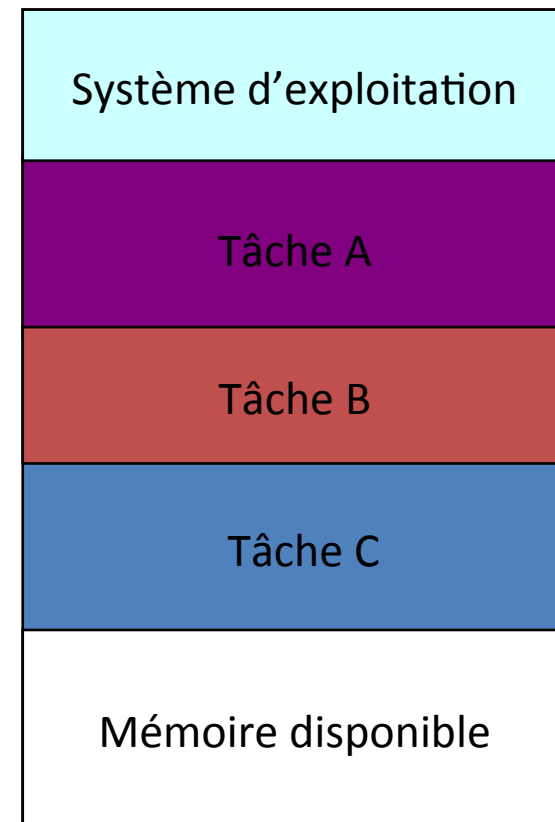 Système d’exploitation
Tâche A
Tâche B
Tâche C
Mémoire disponible